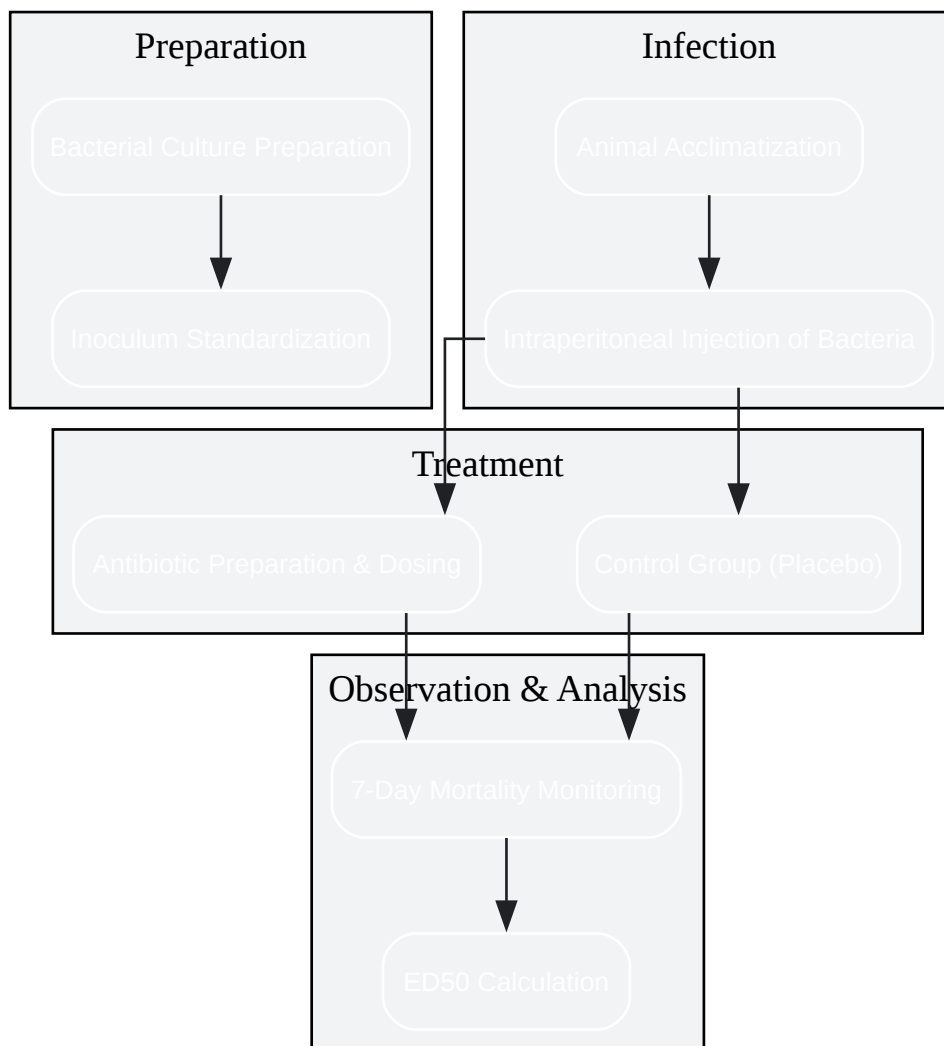 Preparation
Bacterial Culture Preparation
Inoculum Standardization
Infection
Animal Acclimatization
Intraperitoneal Injection of Bacteria
Treatment
Antibiotic Preparation & Dosing
Control Group (Placebo)
Observation & Analysis
7-Day Mortality Monitoring
ED50 Calculation